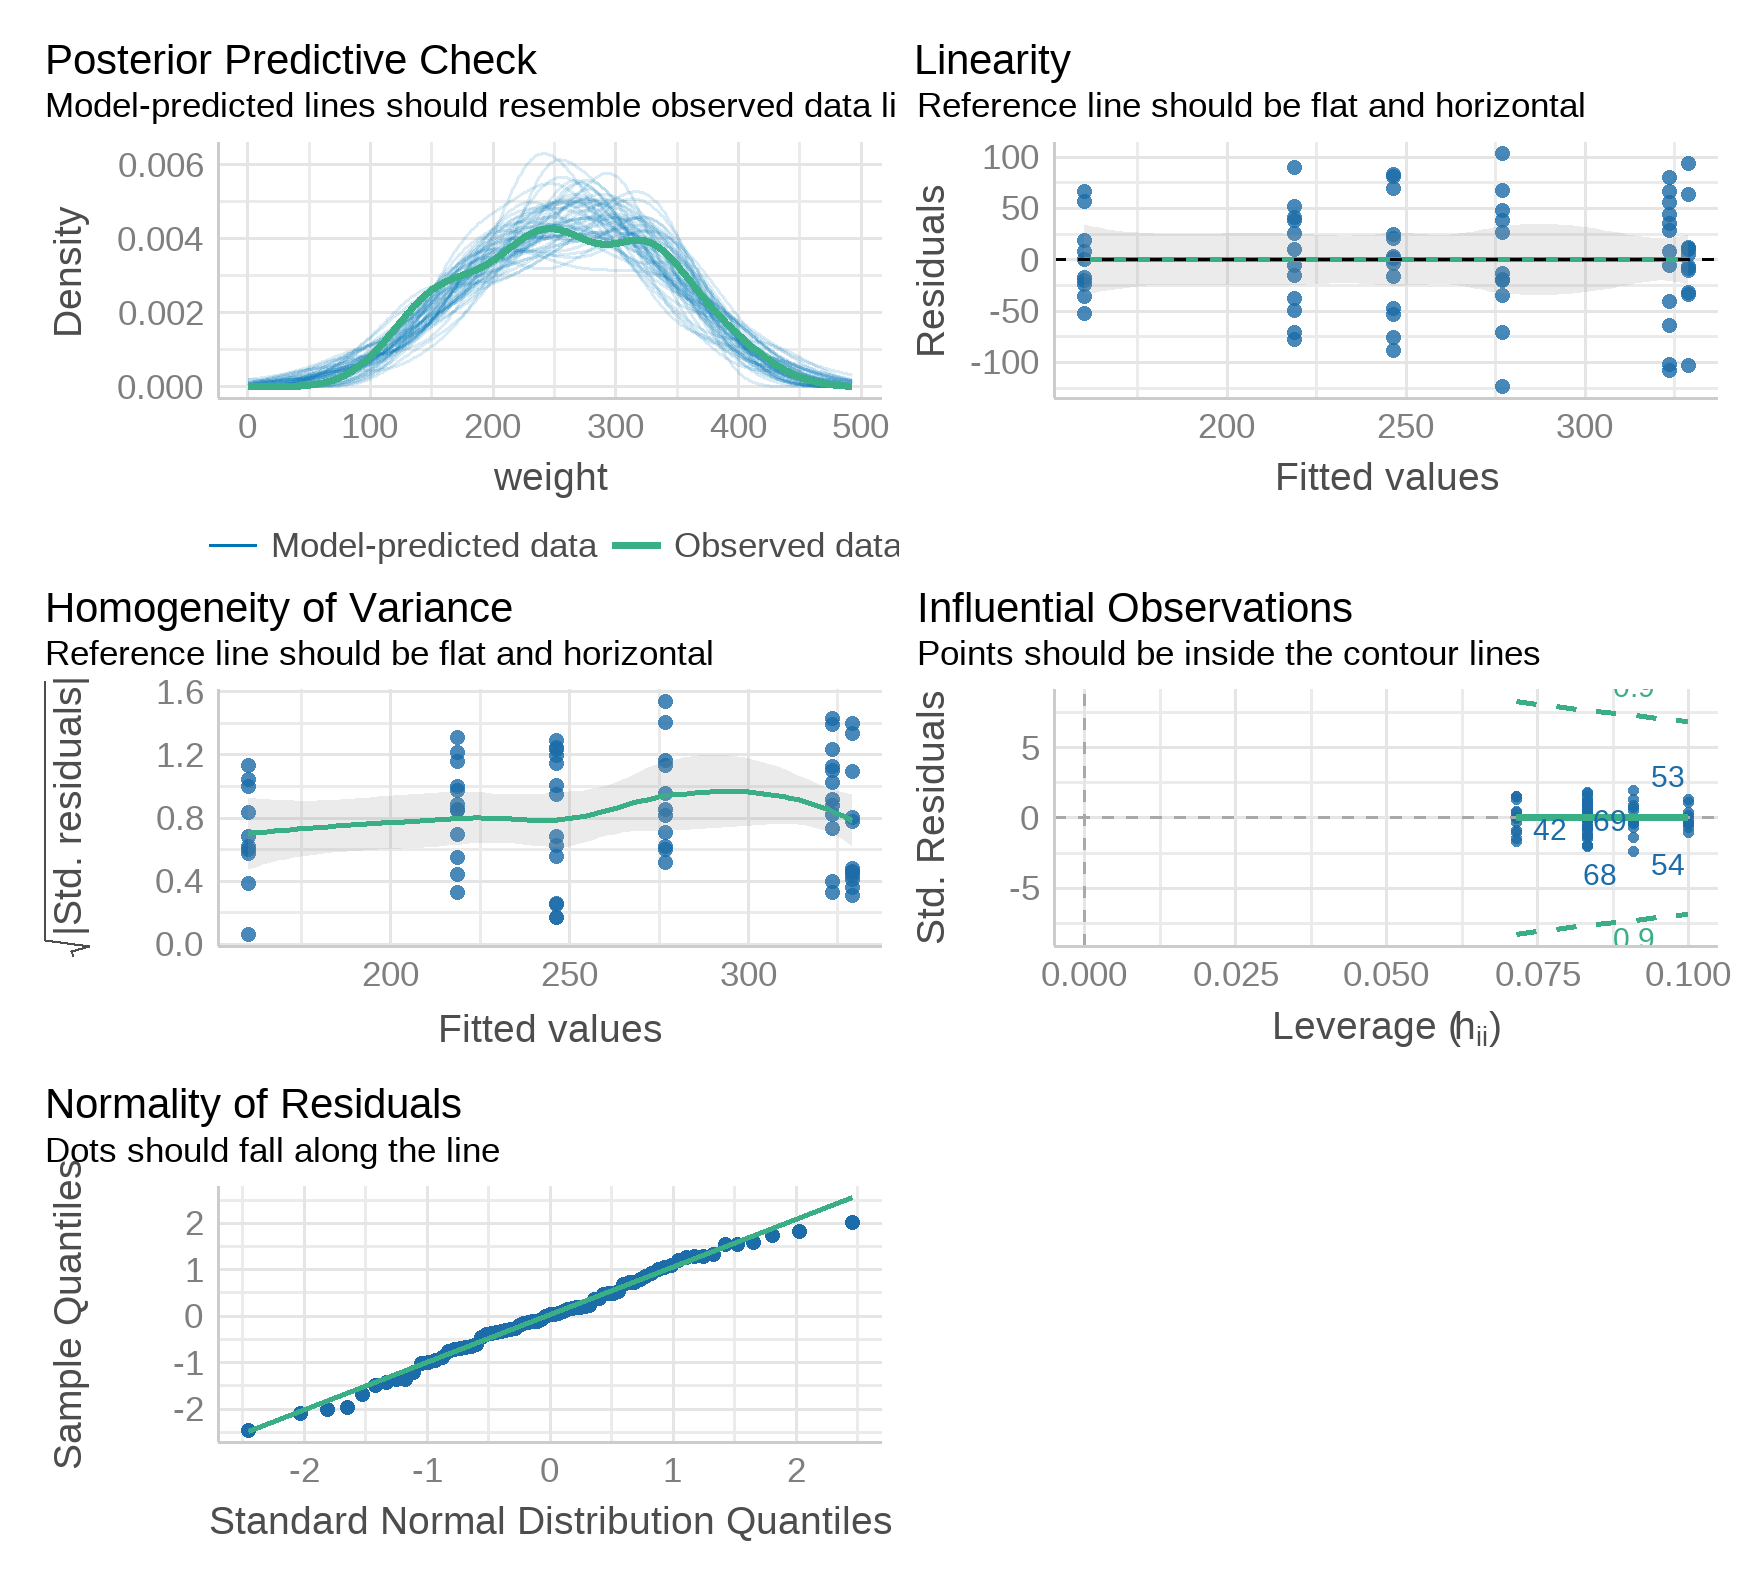 Posterior Predictive Check
Model-predicted lines should resemble observed data li
0.006
0.004
0.002
0.000
Density
0 100 200 300 400 500
weight
Model-predicted data Observed data
Linearity
Reference line should be flat and horizontal
100
50
0
-50
-100
Residuals
200 250 300
Fitted values
Homogeneity of Variance
Reference line should be flat and horizontal
1.6
1.2
0.8
0.4
0.0
√|Std. residuals|
200 250 300
Fitted values
Influential Observations
Points should be inside the contour lines
0.9
5
0
-5
53
69
42
54
68
0.9
Std. Residuals
0.000 0.025 0.050 0.075 0.100
Leverage (hii)
Normality of Residuals
Dots should fall along the line
2
1
0
-1
-2
Sample Quantiles
-2 -1 0 1 2
Standard Normal Distribution Quantiles